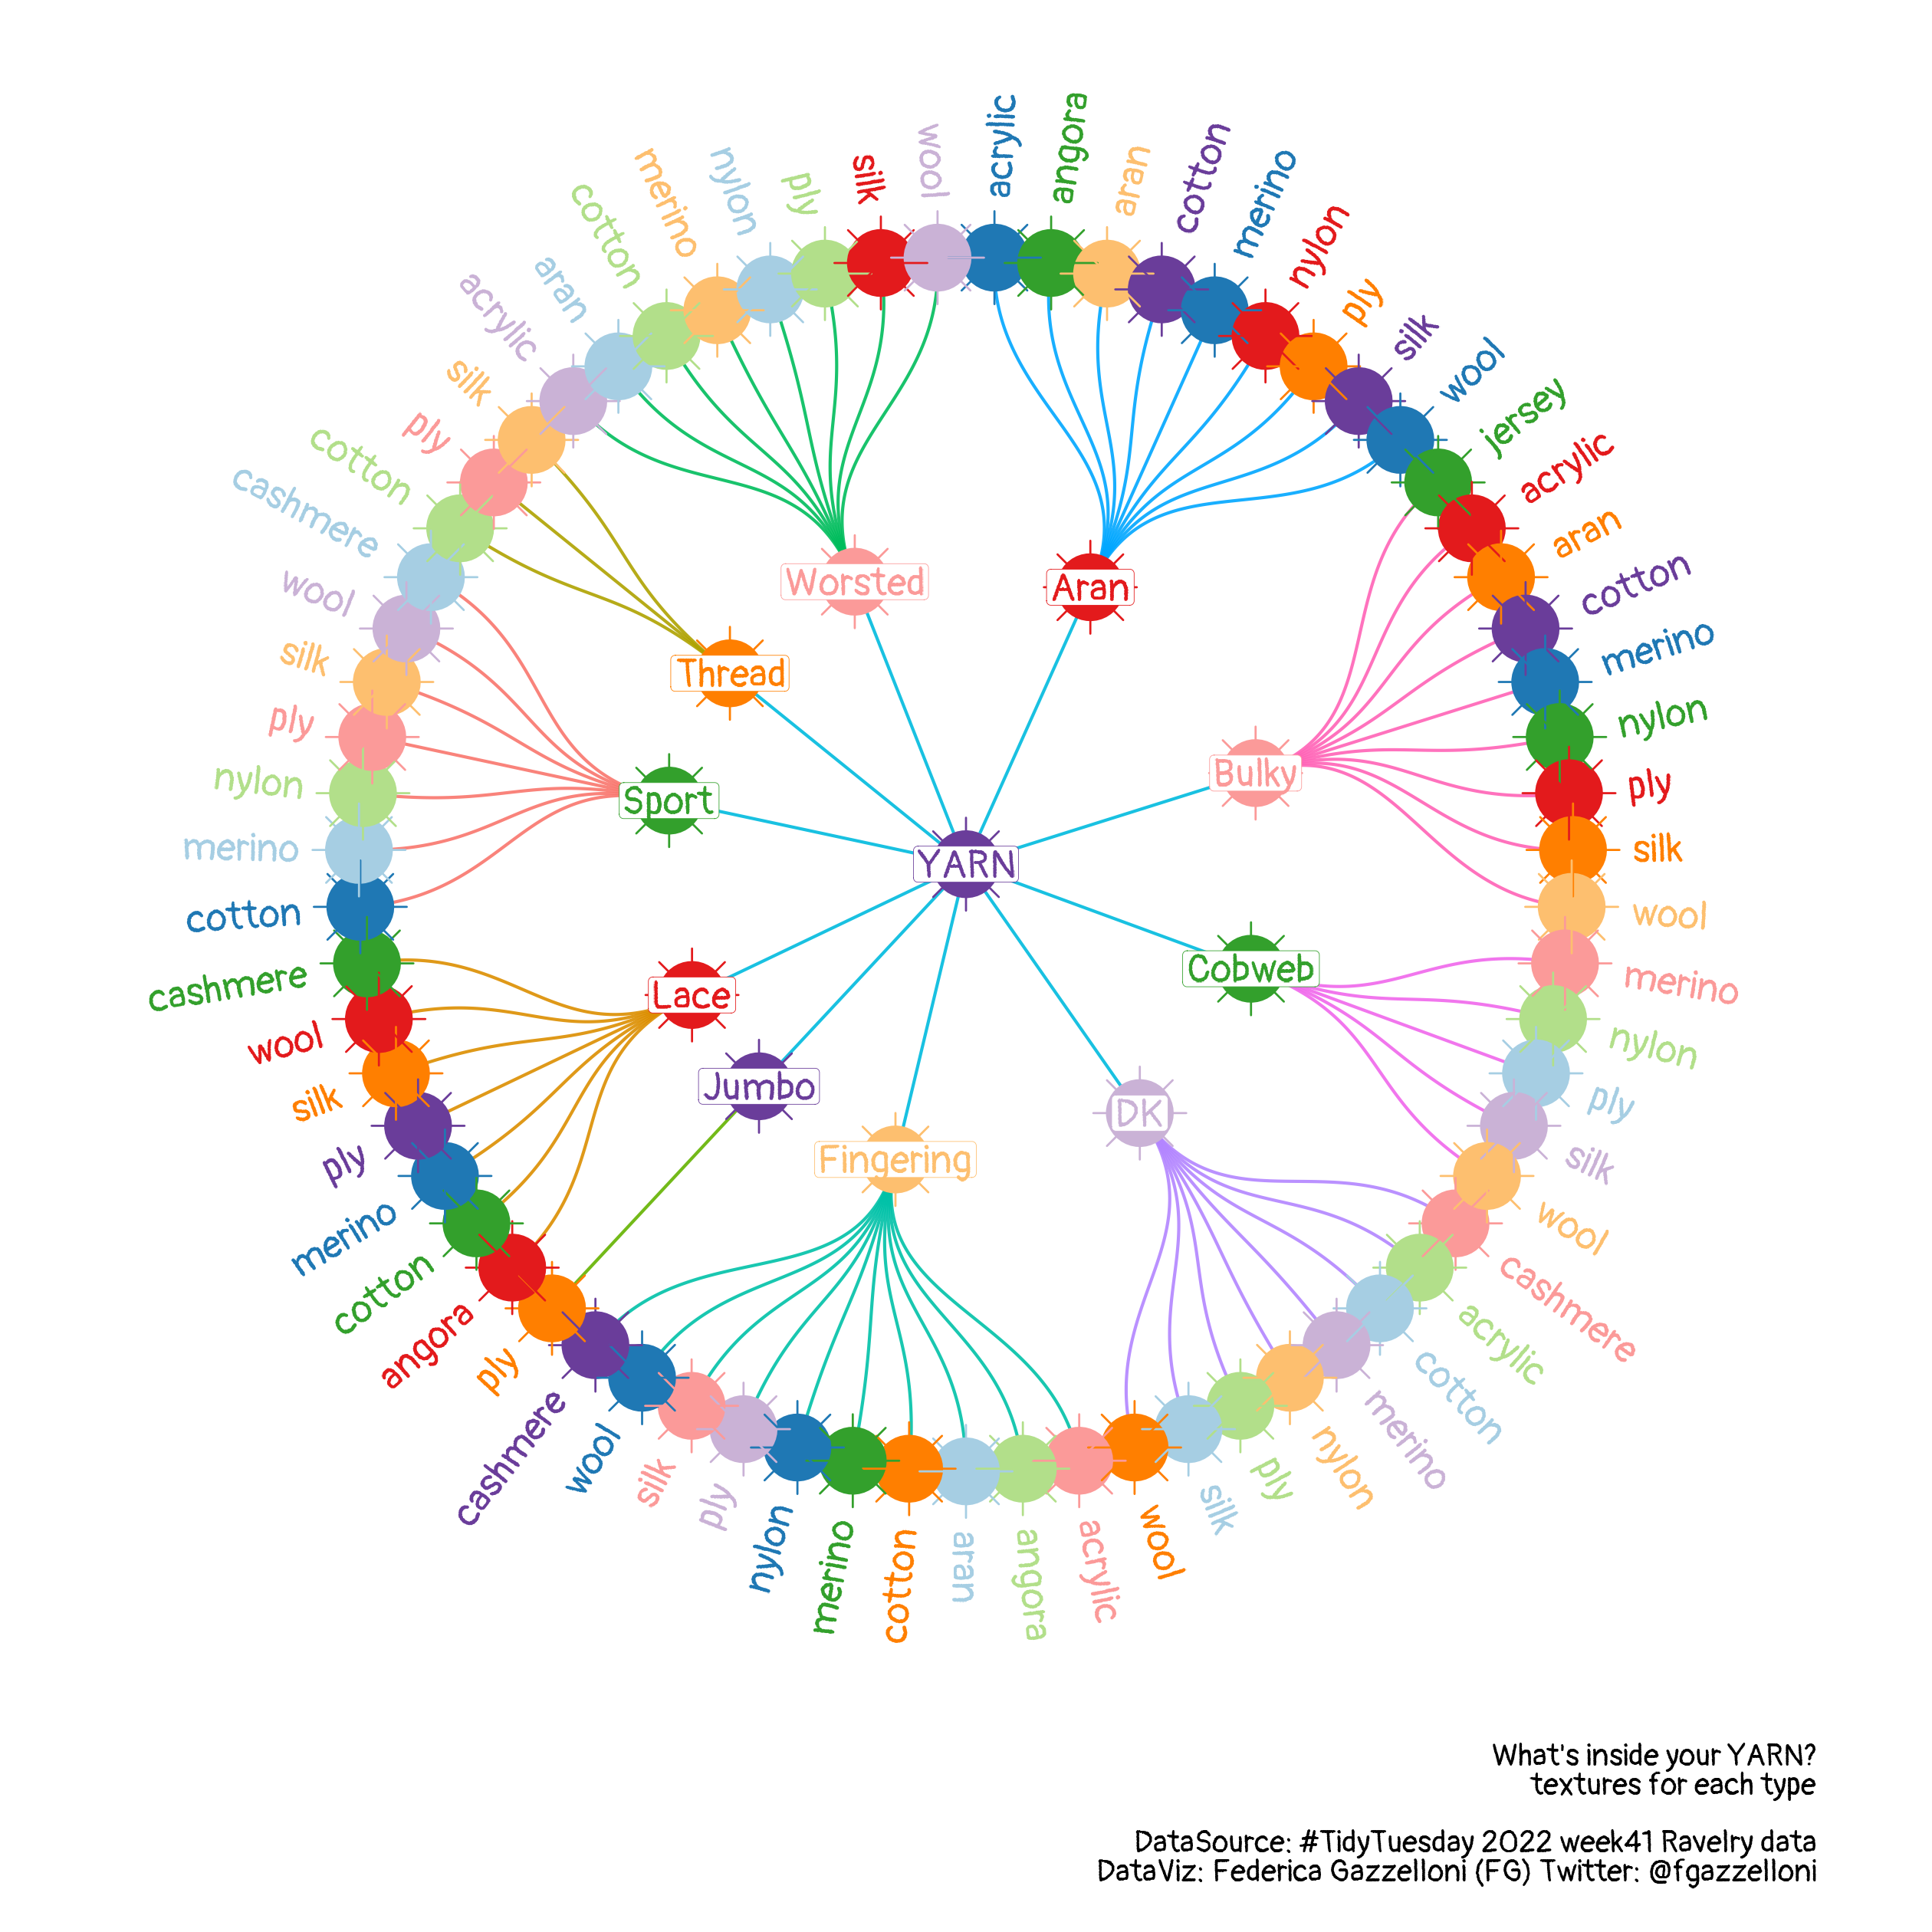 acrylic
angora
aran
cotton
merino
nylon
ply
silk
wool
jersey
acrylic
aran
cotton
merino
nylon
ply
silk
wool
merino
nylon
ply
silk
wool
cashmere
acrylic
cotton
merino
nylon
ply
silk
wool
acrylic
angora
aran
cotton
merino
nylon
ply
silk
wool
cashmere
ply
angora
cotton
merino
ply
silk
wool
cashmere
cotton
merino
nylon
ply
silk
wool
cashmere
cotton
ply
silk
acrylic
aran
cotton
merino
nylon
ply
silk
wool
Worsted
Aran
Thread
Bulky
Sport
YARN
Cobweb
Lace
Jumbo
DK
Fingering
What's inside your YARN?
textures for each type
DataSource: #TidyTuesday 2022 week41 Ravelry data
DataViz: Federica Gazzelloni (FG) Twitter: @fgazzelloni